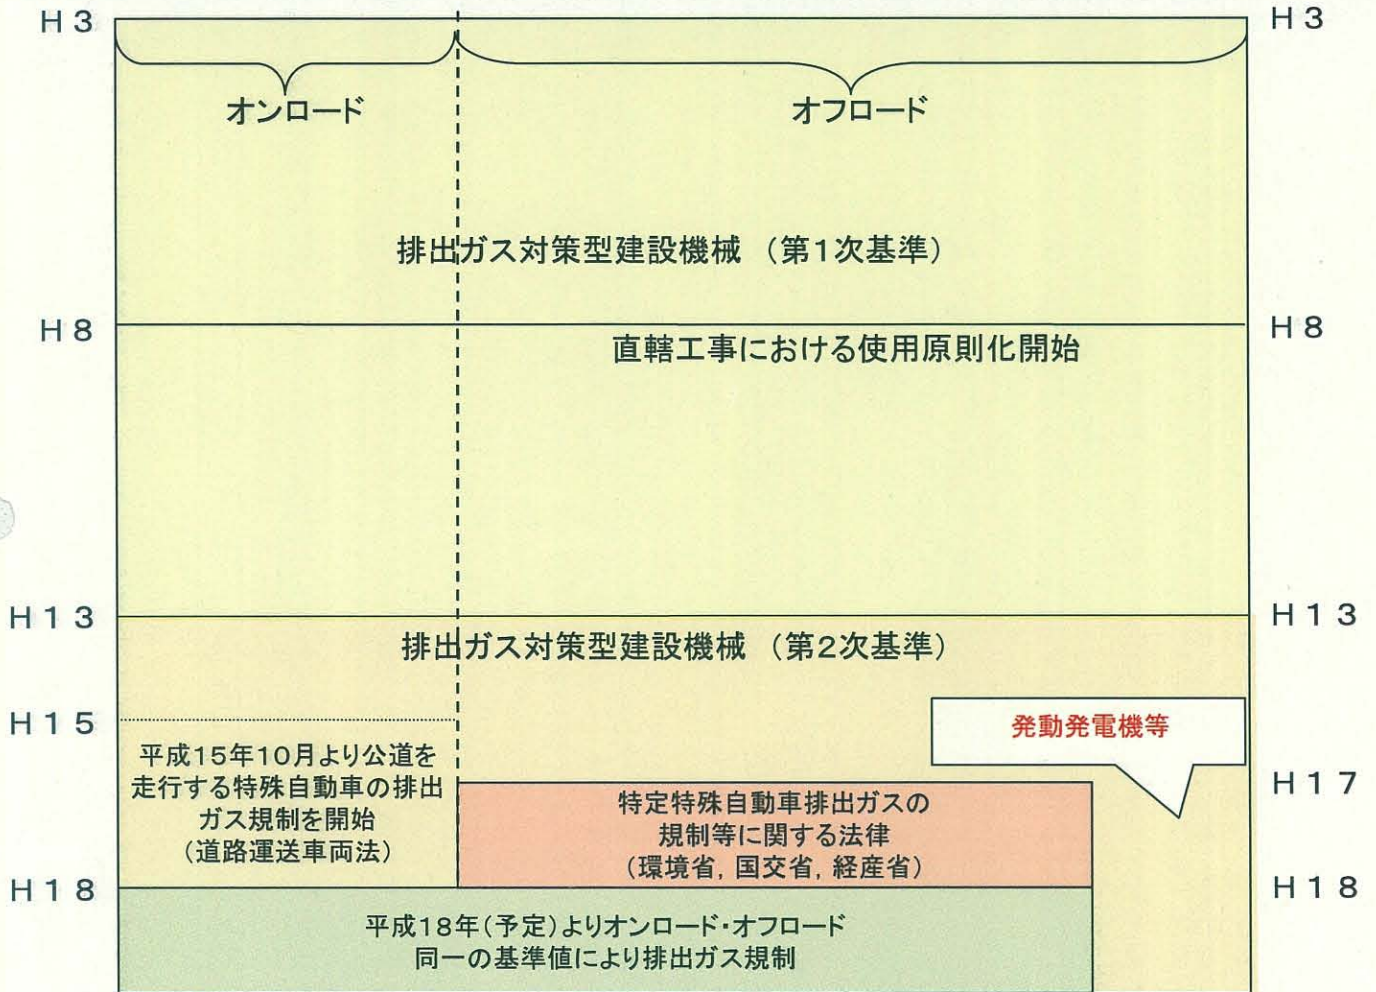 H3
H3
オンロード
オフロード
排出ガス対策型建設機械 （第1次基準）
H8
H8
直轄工事における使用原則化開始
H13
H13
排出ガス対策型建設機械 （第2次基準）
H15
発動発電機等
平成15年10月より公道を
走行する特殊自動車の排出
ガス規制を開始
（道路運送車両法）
H17
特定特殊自動車排出ガスの
規制等に関する法律
（環境省, 国交省, 経産省）
H18
H18
平成18年(予定)よりオンロード・オフロード
同一の基準値により排出ガス規制